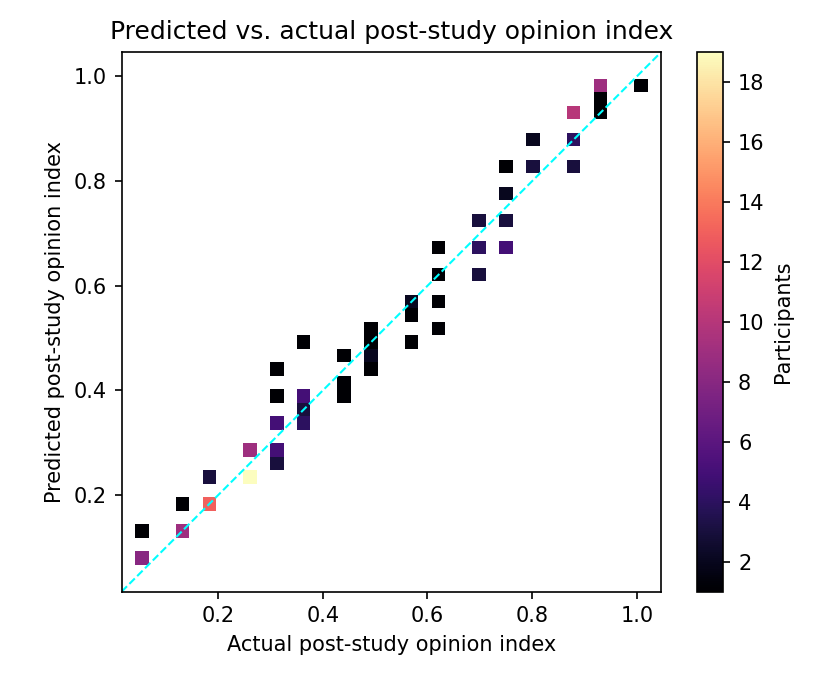 Predicted vs. actual post-study opinion index
1.0
0.8
0.6
0.4
0.2
Predicted post-study opinion index
0.2 0.4 0.6 0.8 1.0
Actual post-study opinion index
18
16
14
12
10
8
6
4
2
Participants